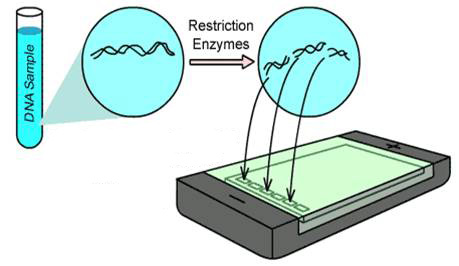 DNA Sample
Restriction
Enzymes
+
−